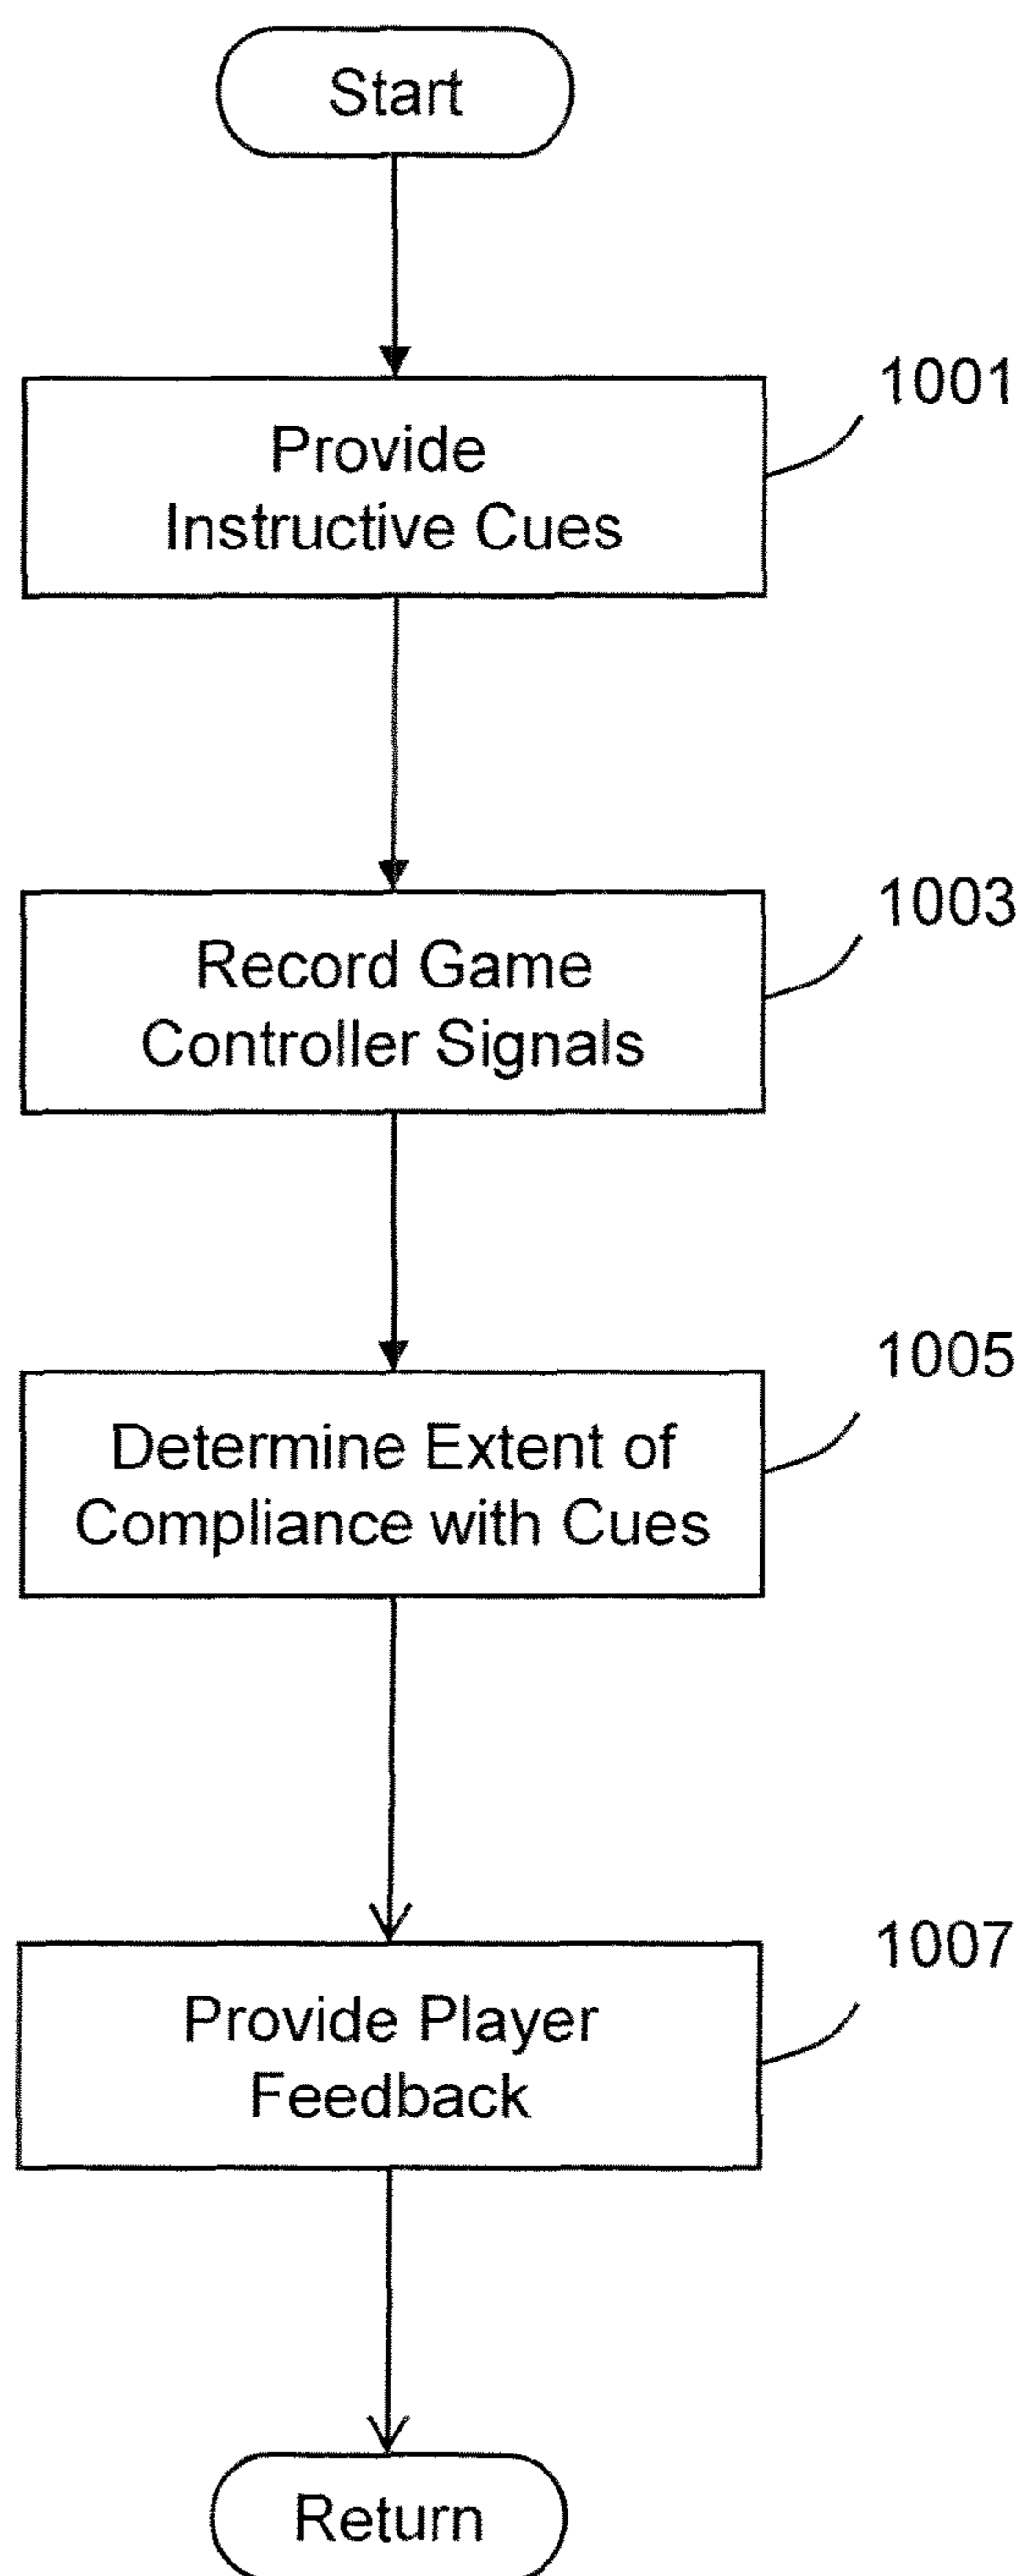 Start
1001
Provide
Instructive Cues
1003
Record Game
Controller Signals
1005
Determine Extent of
Compliance with Cues
1007
Provide Player
Feedback
Return